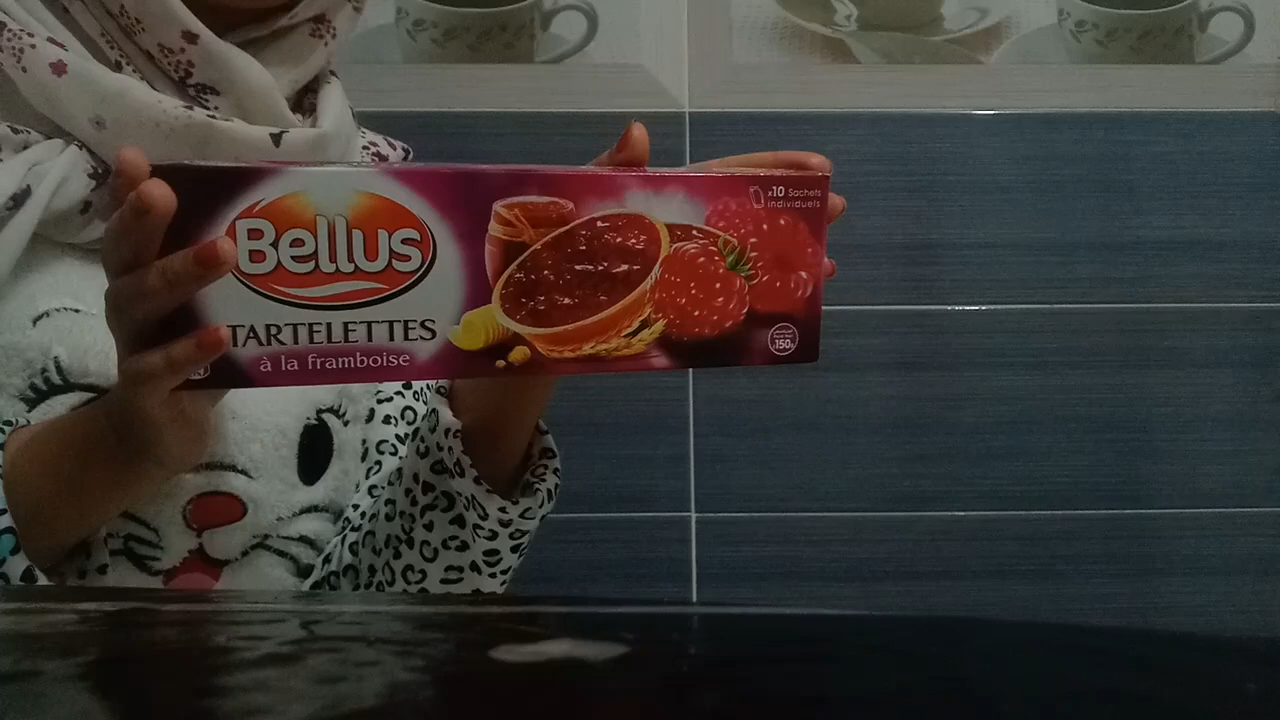 Bellus
TARTELETTES
à la framboise
x10 Sachets
individuels
150g